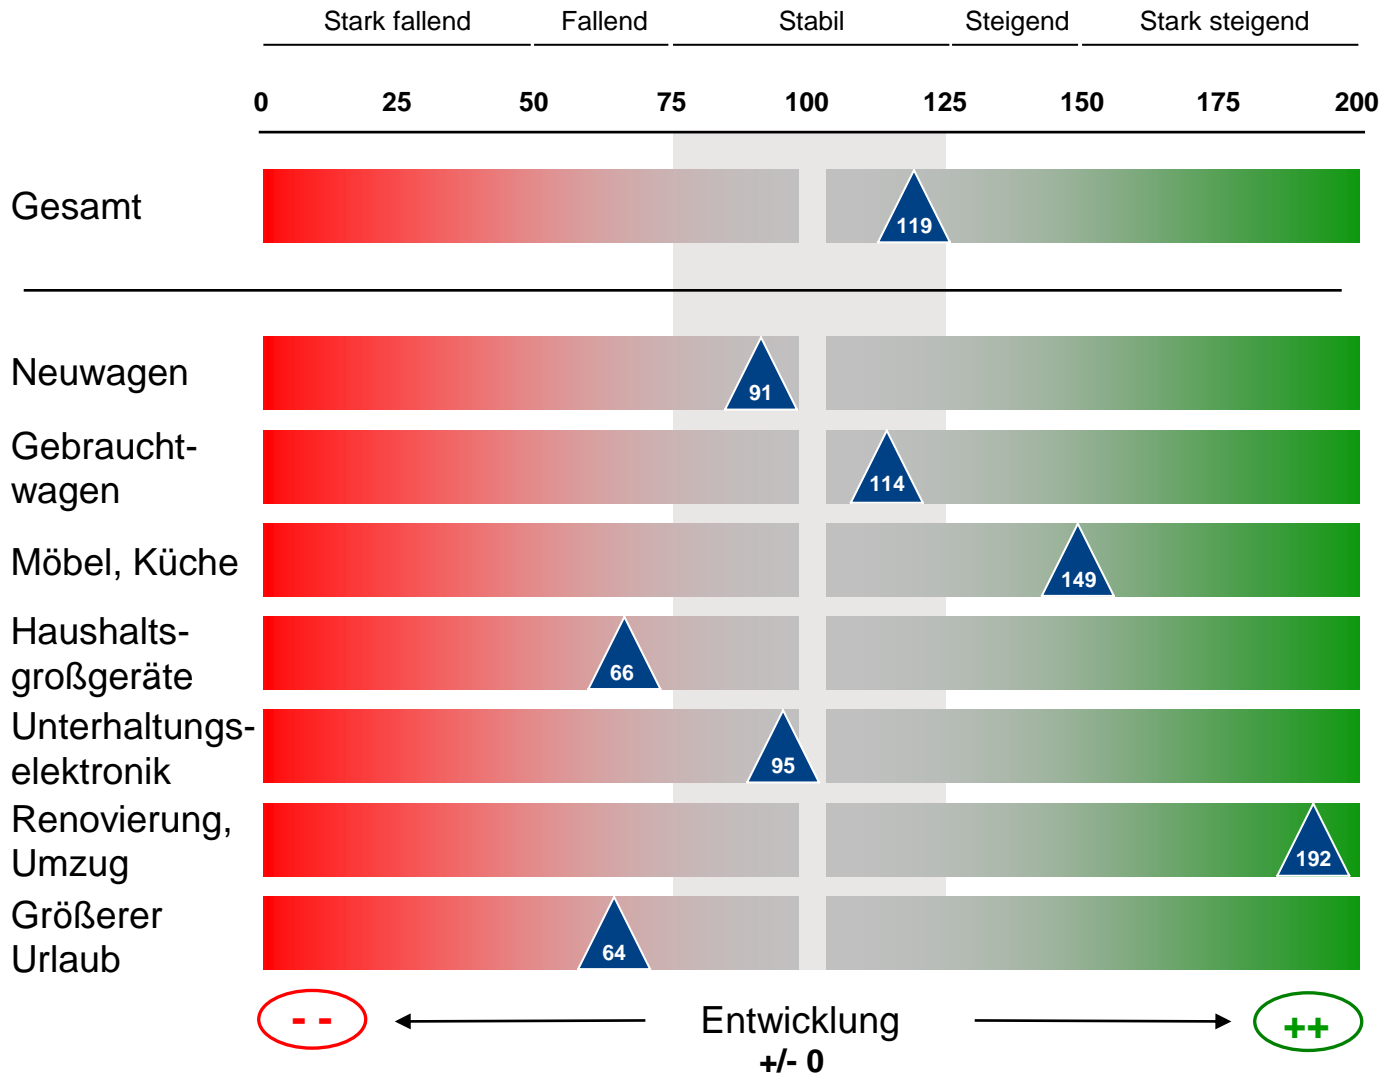 Stark fallend Fallend Stabil Steigend Stark steigend
0 25 50 75 100 125 150 175 200
Gesamt 119
Neuwagen 91
Gebraucht-
wagen 114
Möbel, Küche 149
Haushalts-
großgeräte 66
Unterhaltungs-
elektronik 95
Renovierung,
Umzug 192
Größerer
Urlaub 64
- - Entwicklung ++
+/- 0